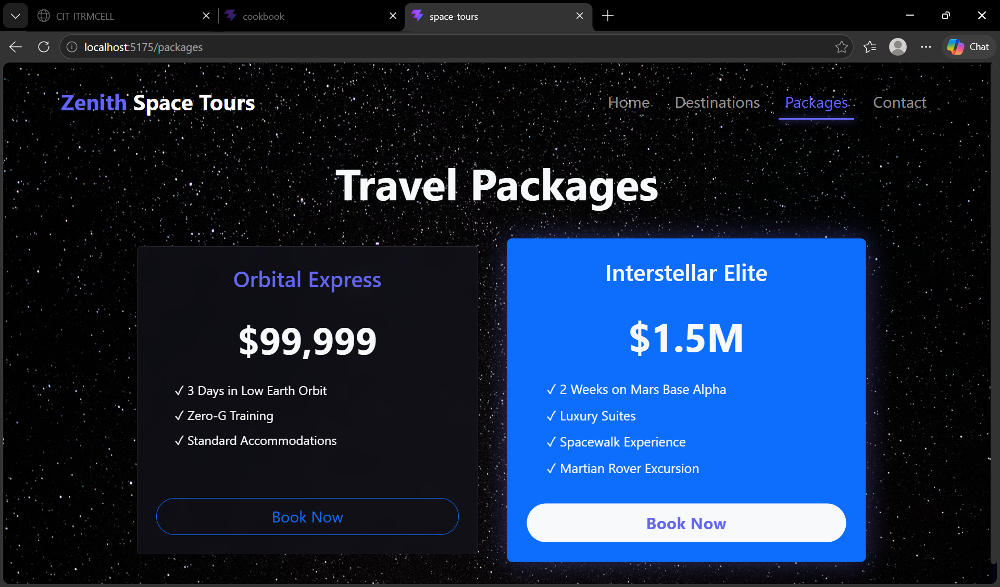 CIT-ITRMCELL
cookbook
space-tours
localhost:5175/packages
Chat
Zenith Space Tours
Home
Destinations
Packages
Contact
Travel Packages
Orbital Express
$99,999
✓ 3 Days in Low Earth Orbit
✓ Zero-G Training
✓ Standard Accommodations
Book Now
Interstellar Elite
$1.5M
✓ 2 Weeks on Mars Base Alpha
✓ Luxury Suites
✓ Spacewalk Experience
✓ Martian Rover Excursion
Book Now